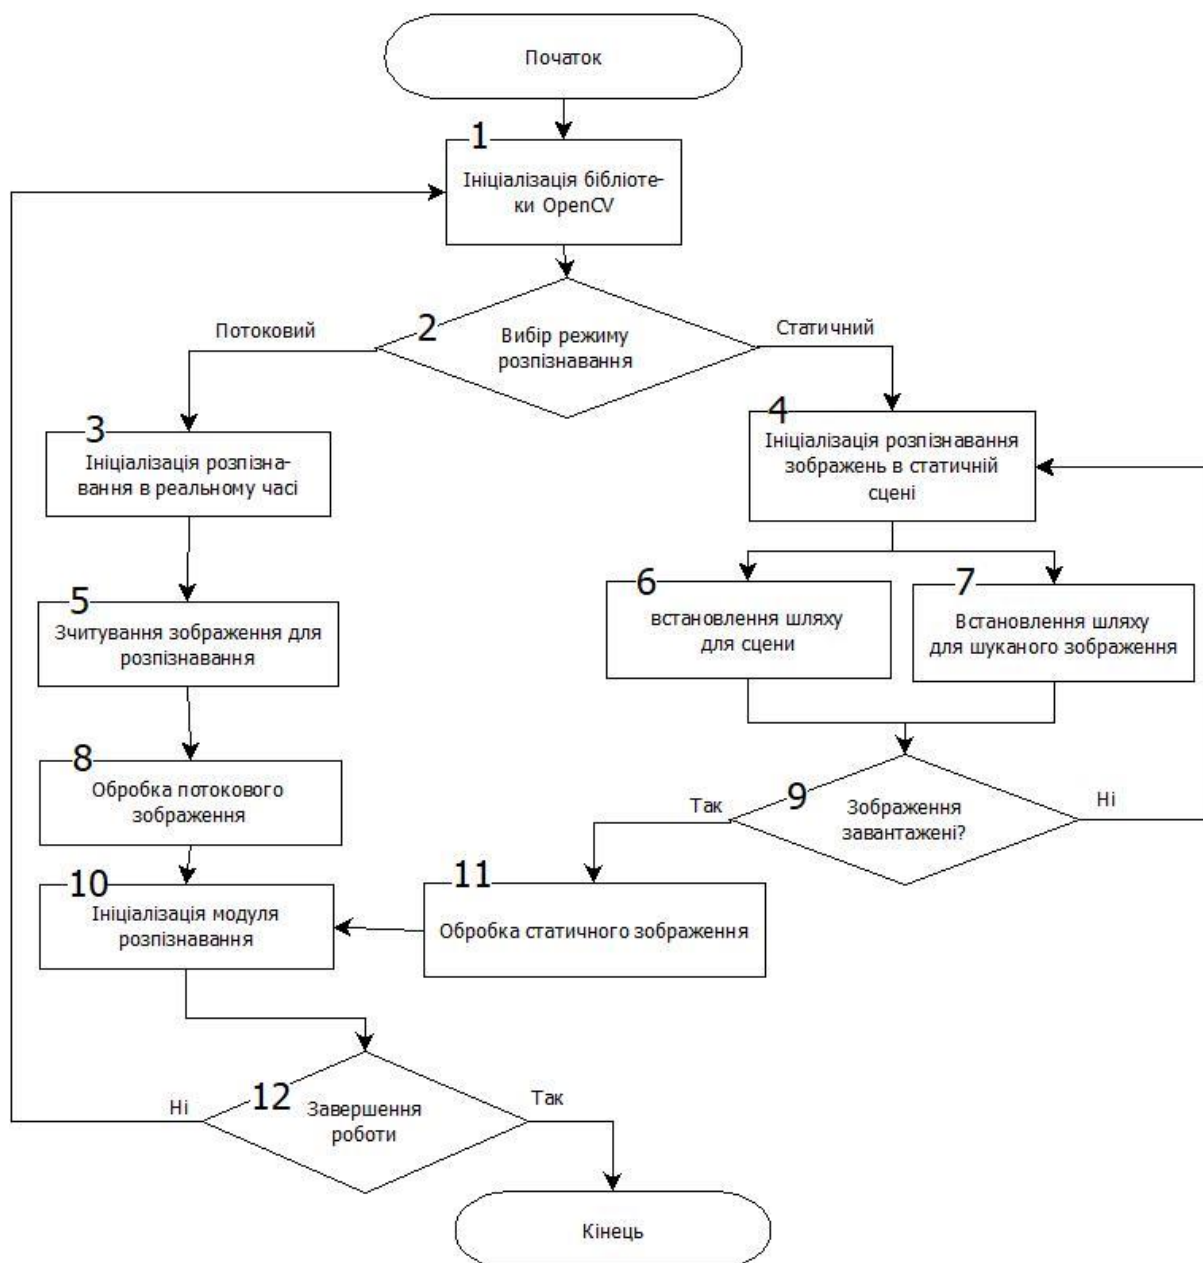 Початок
1
Ініціалізація бібліоте-
ки OpenCV
Потоковий
2
Вибір режиму
розпізнавання
Статичний
3
Ініціалізація розпізна-
вання в реальному часі
4
Ініціалізація розпізнавання
зображень в статичній
сцені
5
Зчитування зображення для
розпізнавання
6
встановлення шляху
для сцени
7
Встановлення шляху
для шуканого зображення
8
Обробка потокового
зображення
Так
9
Зображення
завантажені?
Ні
10
Ініціалізація модуля
розпізнавання
11
Обробка статичного зображення
Ні
12
Завершення
роботи
Так
Кінець